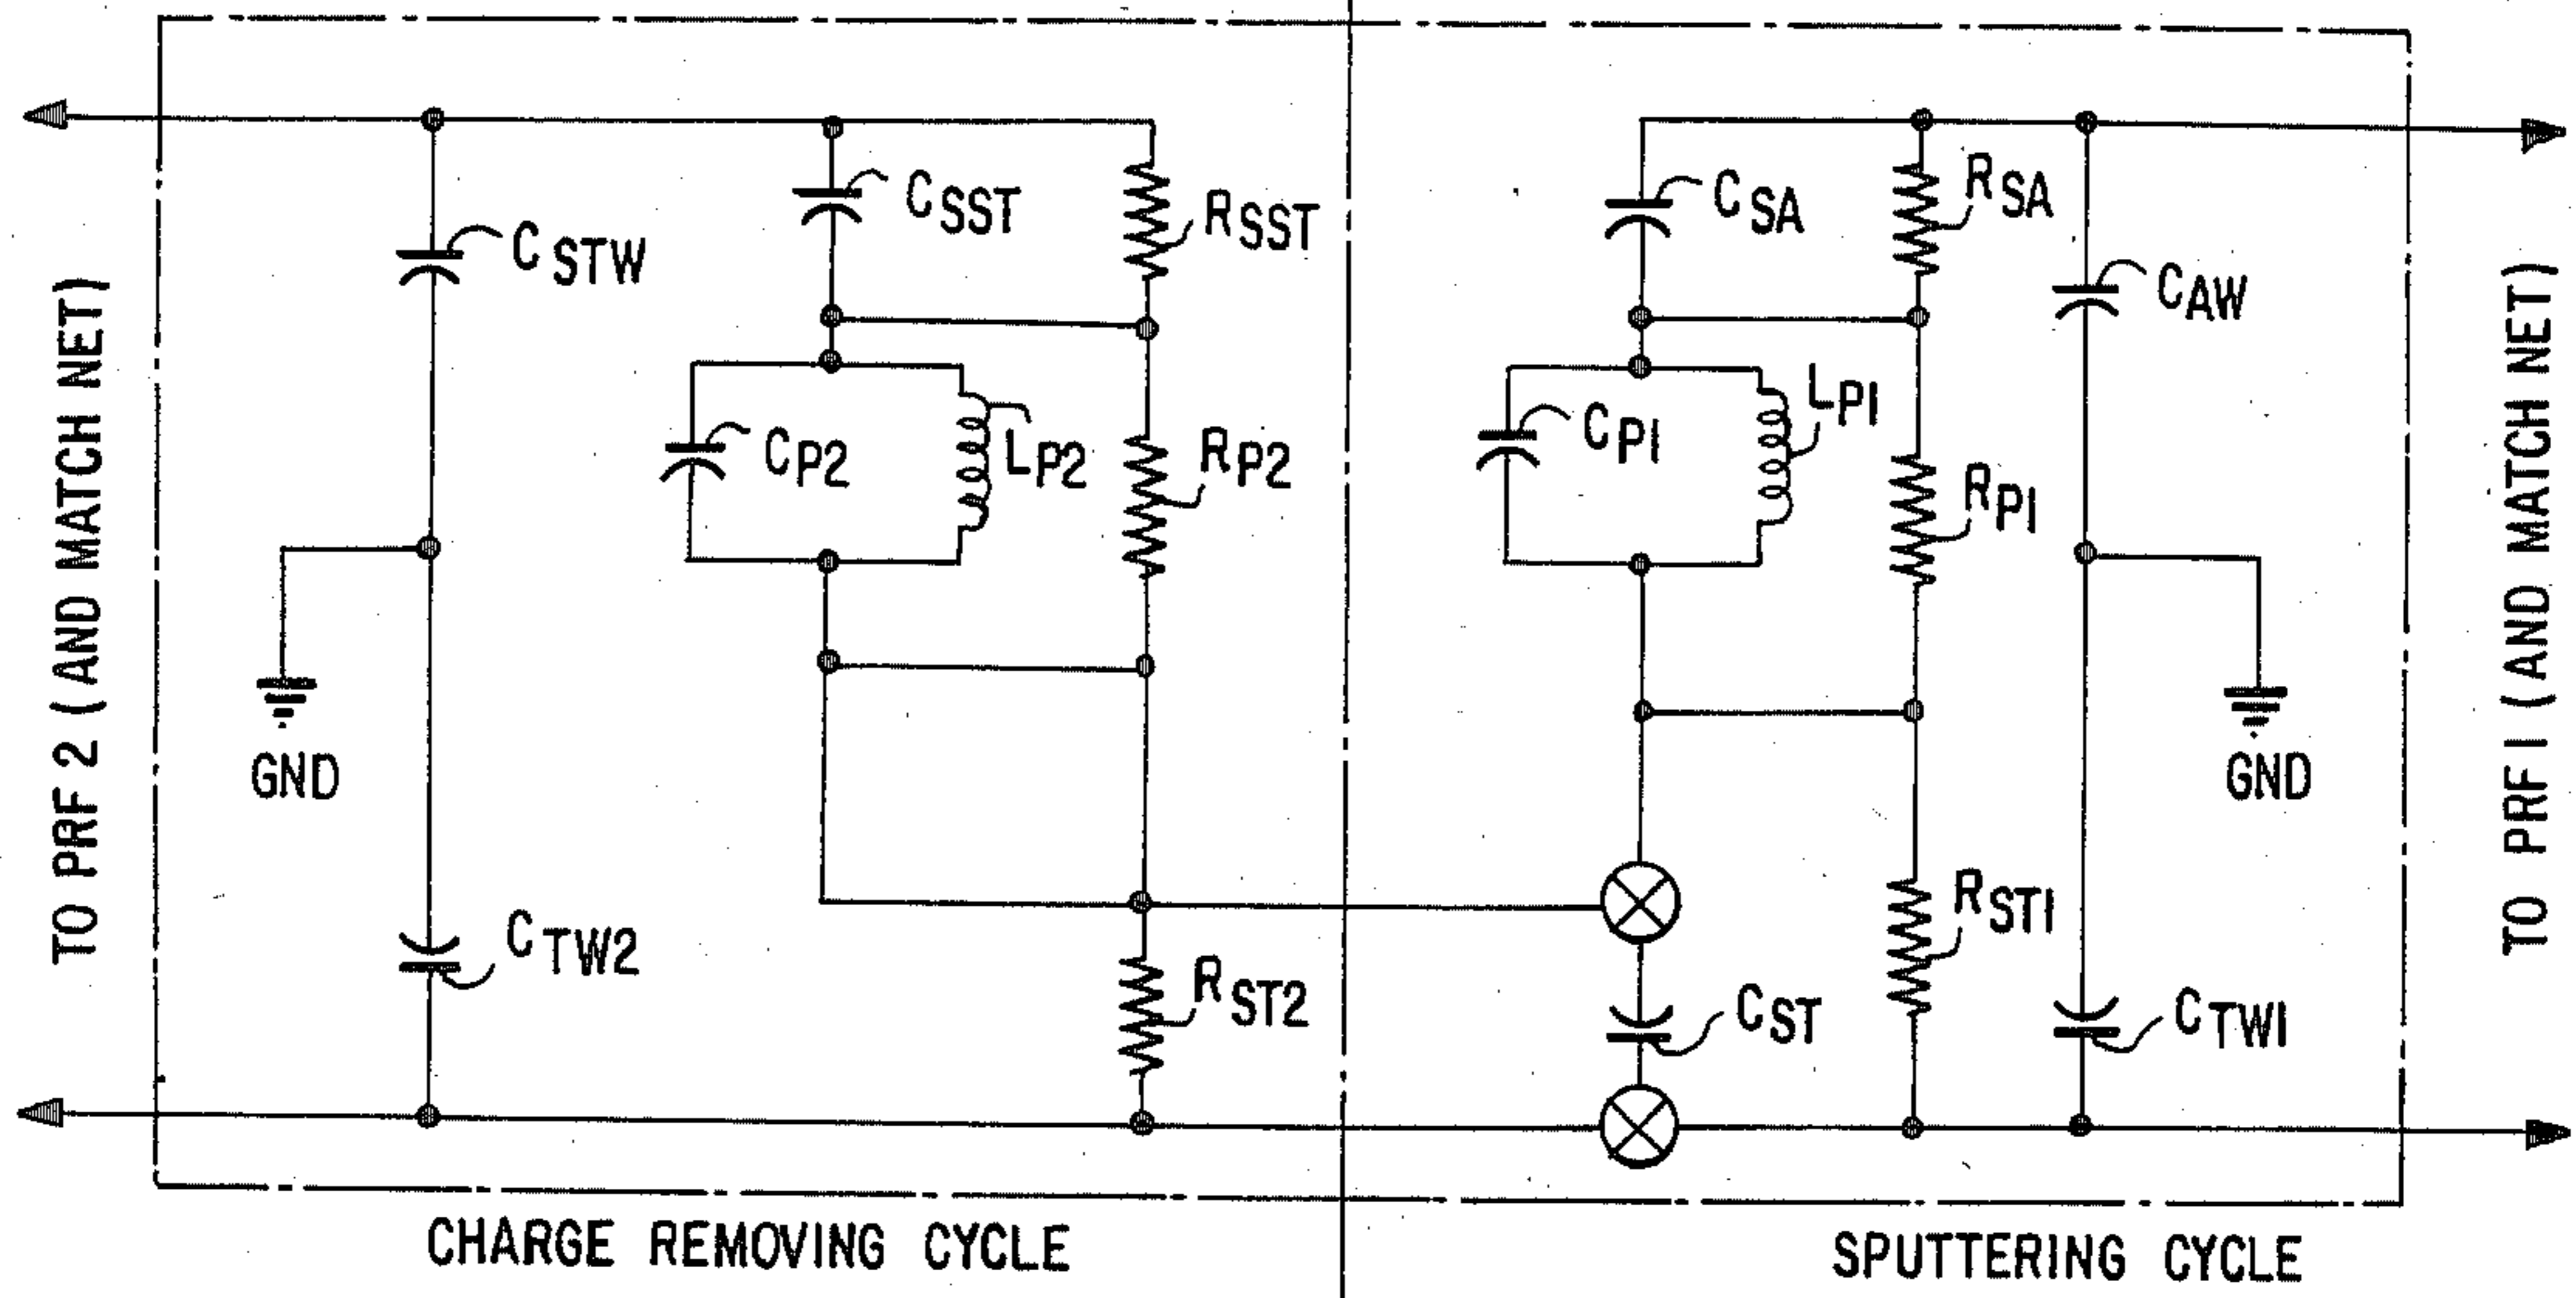 TO PRF 2 (AND MATCH NET)
C STW
C SST
R SST
C P2
L P2
R P2
GND
C TW2
R ST2
C SA
R SA
C AW
C P1
L P1
R P1
GND
R ST1
C ST
C TW1
TO PRF 1 (AND MATCH NET)
CHARGE REMOVING CYCLE
SPUTTERING CYCLE